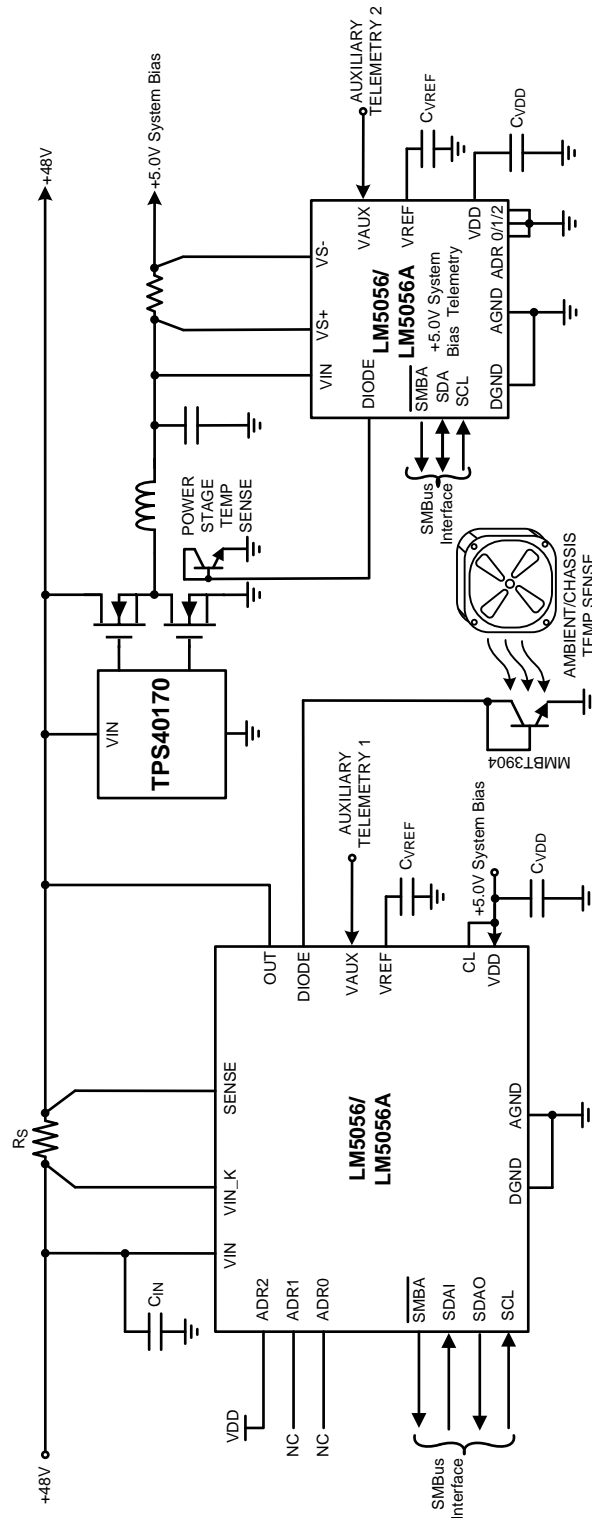 +48V
RS
+48V
CIN
VIN
VIN_K
SENSE
VDD
ADR2
NC
ADR1
NC
ADR0
OUT
DIODE
VAUX
AUXILIARY
TELEMETRY 1
VREF
CVREF
CL
VDD
+5.0V System Bias
CVDD
LM5056/
LM5056A
SMBA
SDAI
SDAO
SCL
SMBus
Interface
DGND
AGND
VIN
TPS40170
POWER
STAGE
TEMP
SENSE
+5.0V System Bias
MMBT3904
AMBIENT/CHASSIS
TEMP SENSE
VIN
VS+
VS-
DIODE
LM5056/
LM5056A
+5.0V System
Bias Telemetry
VAUX
AUXILIARY
TELEMETRY 2
VREF
CVREF
VDD
CVDD
SMBA
SDA
SCL
SMBus
Interface
DGND
AGND
ADR 0/1/2